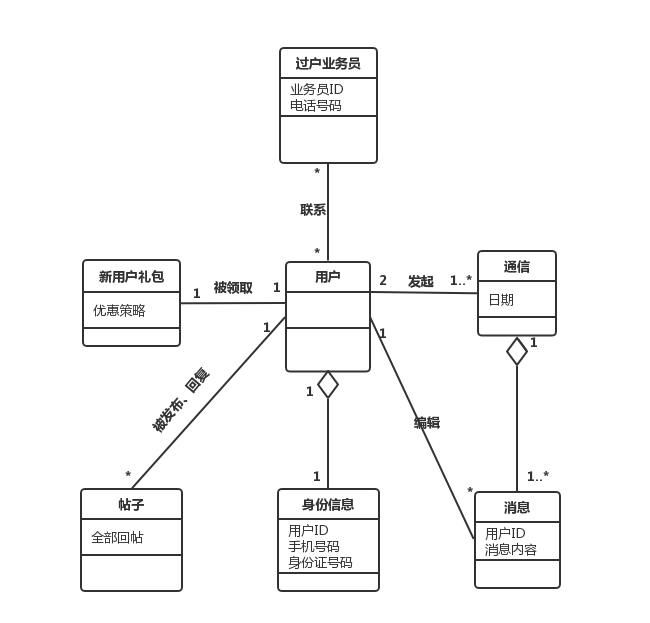 过户业务员
业务员ID
电话号码
*
联系
*
新用户礼包
优惠策略
1
被领取
1
用户
2
发起
1..*
通信
日期
1
1
1
被发布、回复
*
1
编辑
1
1..*
*
帖子
全部回帖
身份信息
用户ID
手机号码
身份证号码
消息
用户ID
消息内容